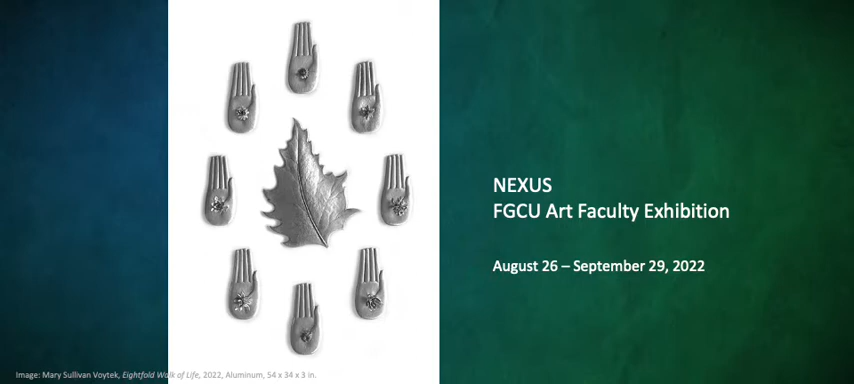 NEXUS
FGCU Art Faculty Exhibition
August 26 – September 29, 2022
Image: Mary Sullivan Voytek, Eightfold Walk of Life, 2022, Aluminum, 54 x 34 x 3 in.